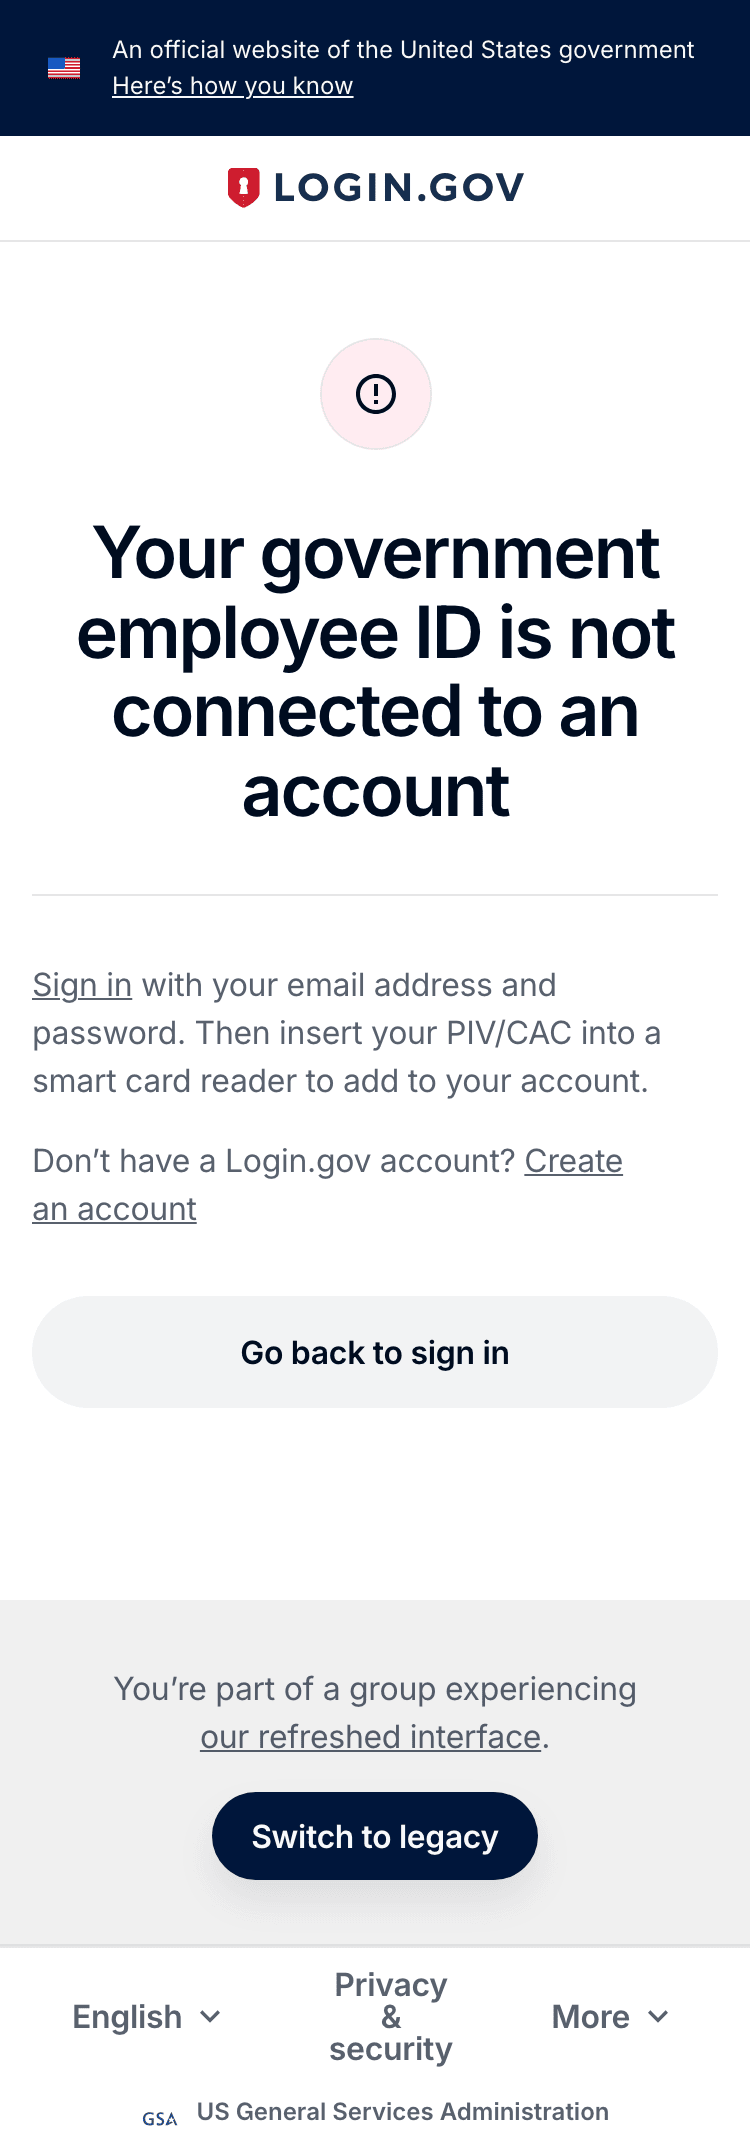 An official website of the United States government
Here’s how you know
LOGIN.GOV
Your government
employee ID is not
connected to an
account
Sign in with your email address and
password. Then insert your PIV/CAC into a
smart card reader to add to your account.
Don’t have a Login.gov account? Create
an account
Go back to sign in
You’re part of a group experiencing
our refreshed interface.
Switch to legacy
English
Privacy
&
security
More
GSA US General Services Administration